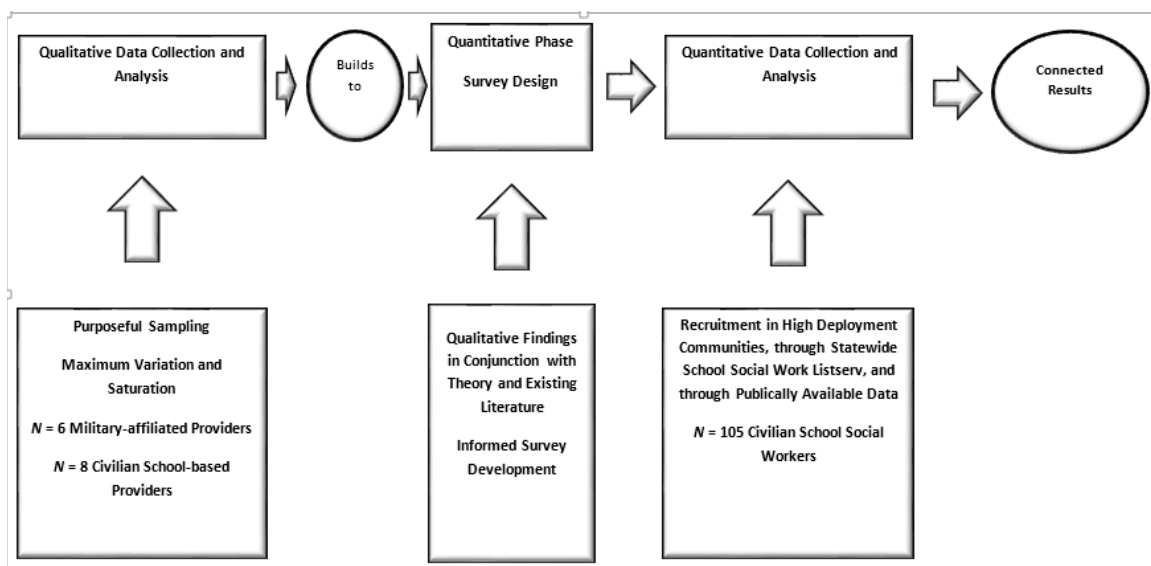 Qualitative Data Collection and
Analysis
Builds
to
Quantitative Phase
Survey Design
Quantitative Data Collection and
Analysis
Connected
Results
Purposeful Sampling
Maximum Variation and
Saturation
N = 6 Military-affiliated Providers
N = 8 Civilian School-based
Providers
Qualitative Findings
in Conjunction with
Theory and Existing
Literature
Informed Survey
Development
Recruitment in High Deployment
Communities, through Statewide
School Social Work Listserv, and
through Publically Available Data
N = 105 Civilian School Social
Workers